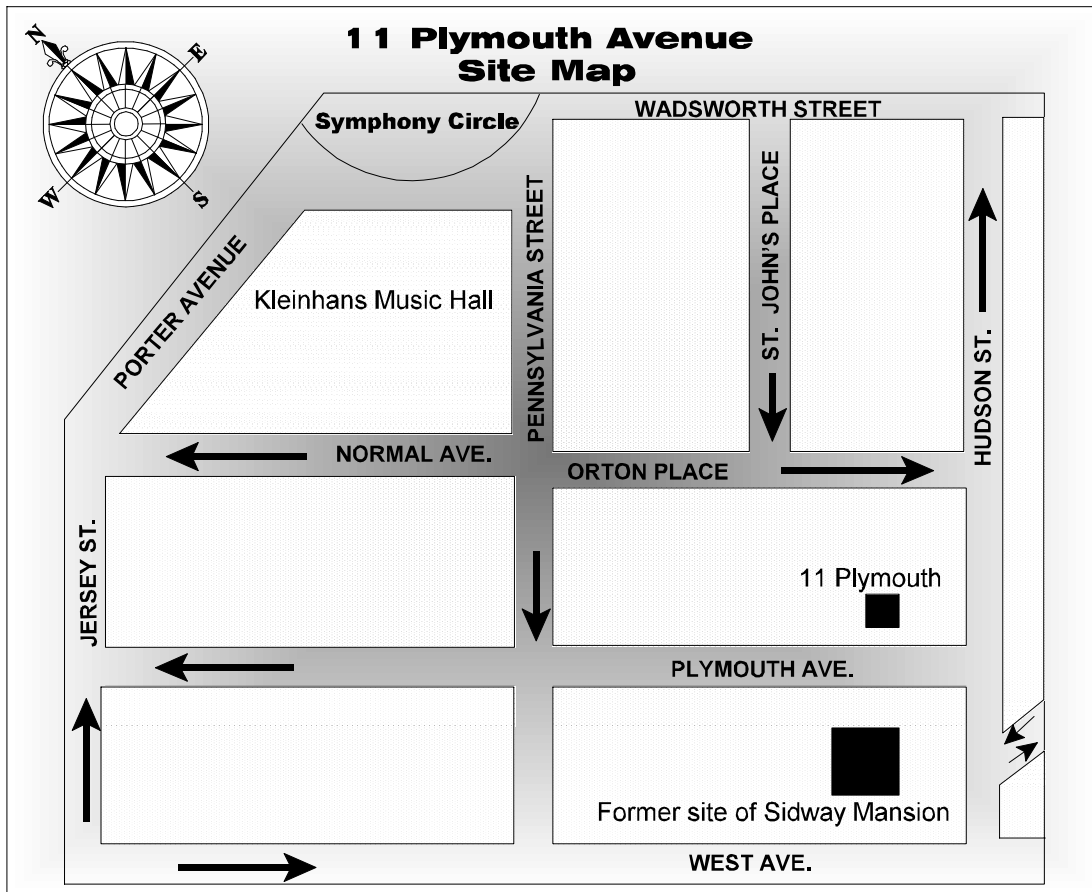 11 Plymouth Avenue
Site Map
N
E
W
S
Symphony Circle
WADSWORTH STREET
PORTER AVENUE
PENNSYLVANIA STREET
ST. JOHN'S PLACE
HUDSON ST.
Kleinhans Music Hall
NORMAL AVE.
ORTON PLACE
JERSEY ST.
11 Plymouth
PLYMOUTH AVE.
Former site of Sidway Mansion
WEST AVE.